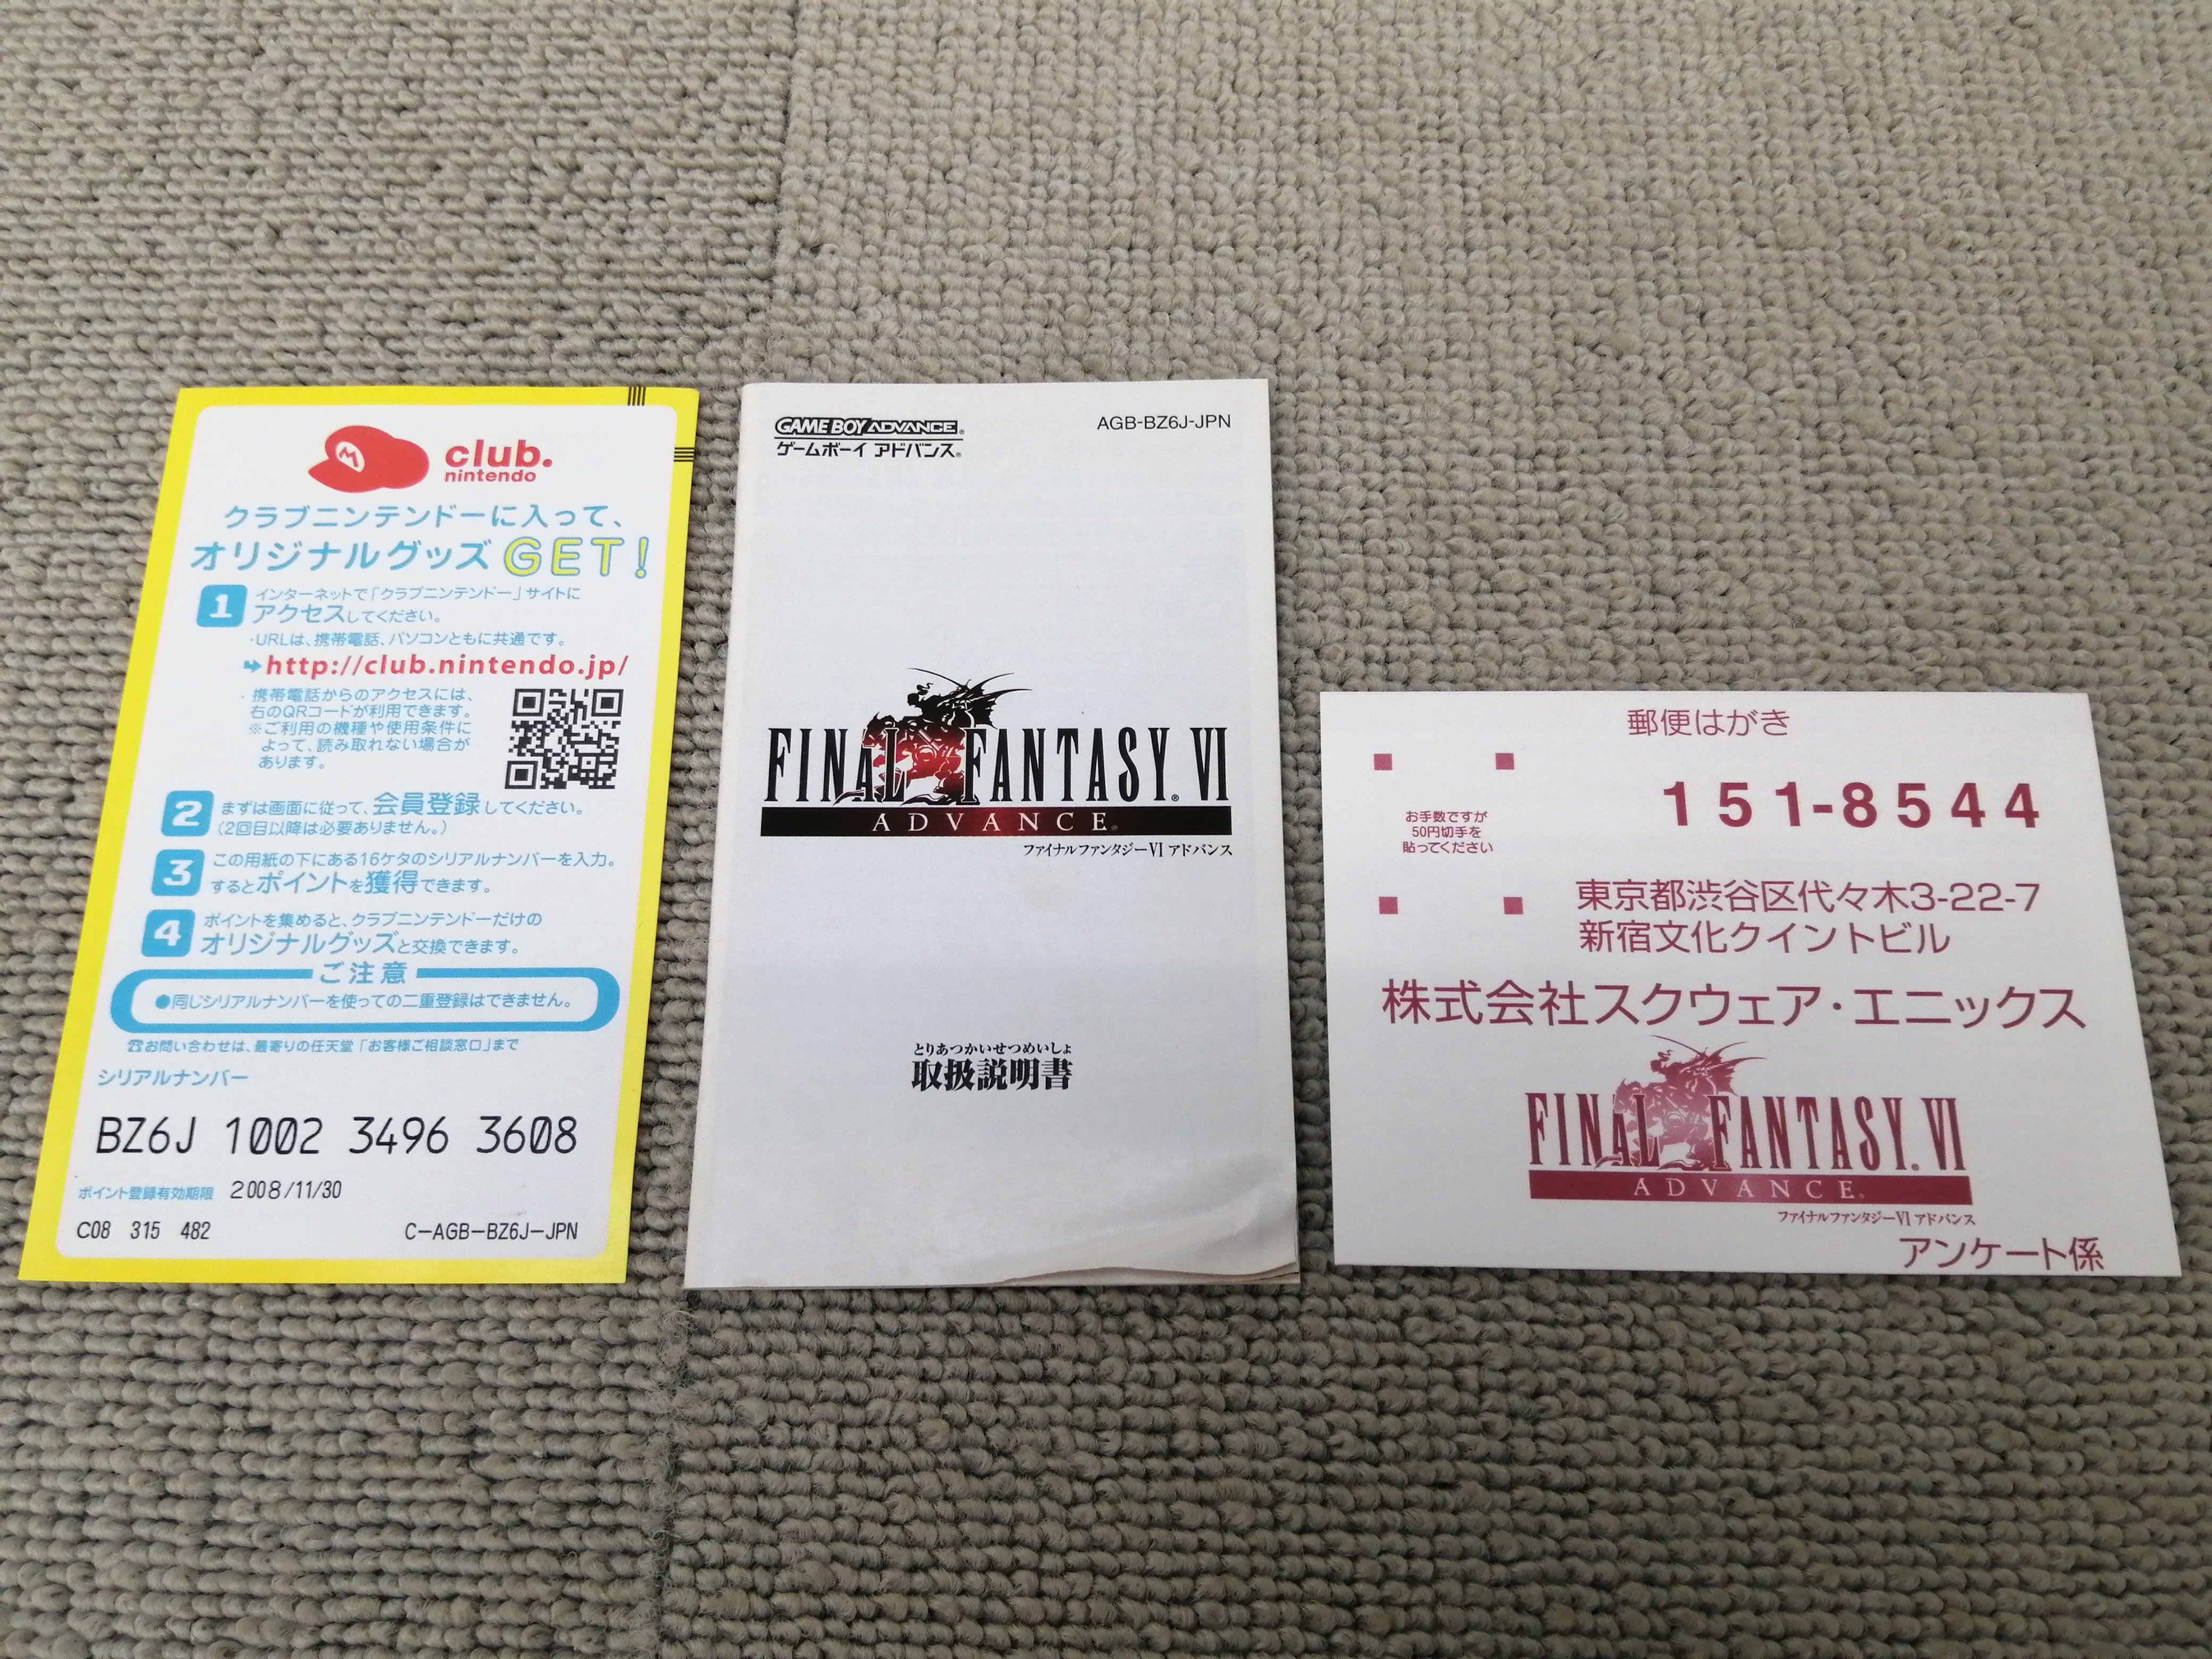 club.
nintendo
クラブニンテンドーに入って、
オリジナルグッズGET!
1 インターネットで「クラブニンテンドー」サイトに
アクセスしてください。
・URLは、携帯電話、パソコンともに共通です。
http://club.nintendo.jp/
・携帯電話からのアクセスには、
右のQRコードが利用できます。
※ご利用の機種や使用条件に
よって、読み取れない場合が
あります。
2 まずは画面に従って、会員登録してください。
(2回目以降は必要ありません。)
3 この用紙の下にある16ケタのシリアルナンバーを入力。
するとポイントを獲得できます。
4 ポイントを集めると、クラブニンテンドーだけの
オリジナルグッズと交換できます。
ご注意
●同じシリアルナンバーを使っての二重登録はできません。
☎お問い合わせは、最寄りの任天堂「お客様ご相談窓口」まで
シリアルナンバー
BZ6J 1002 3496 3608
ポイント登録有効期限 2008/11/30
C08 315 482 C-AGB-BZ6J-JPN
GAME BOY ADVANCE®
ゲームボーイ アドバンス®
AGB-BZ6J-JPN
FINAL FANTASY® VI
ADVANCE®
ファイナルファンタジーVI アドバンス
とりあつかいせつめいしょ
取扱説明書
郵便はがき
151-8544
お手数ですが
50円切手を
貼ってください
東京都渋谷区代々木3-22-7
新宿文化クイントビル
株式会社スクウェア・エニックス
FINAL FANTASY® VI
ADVANCE®
ファイナルファンタジーVI アドバンス
アンケート係